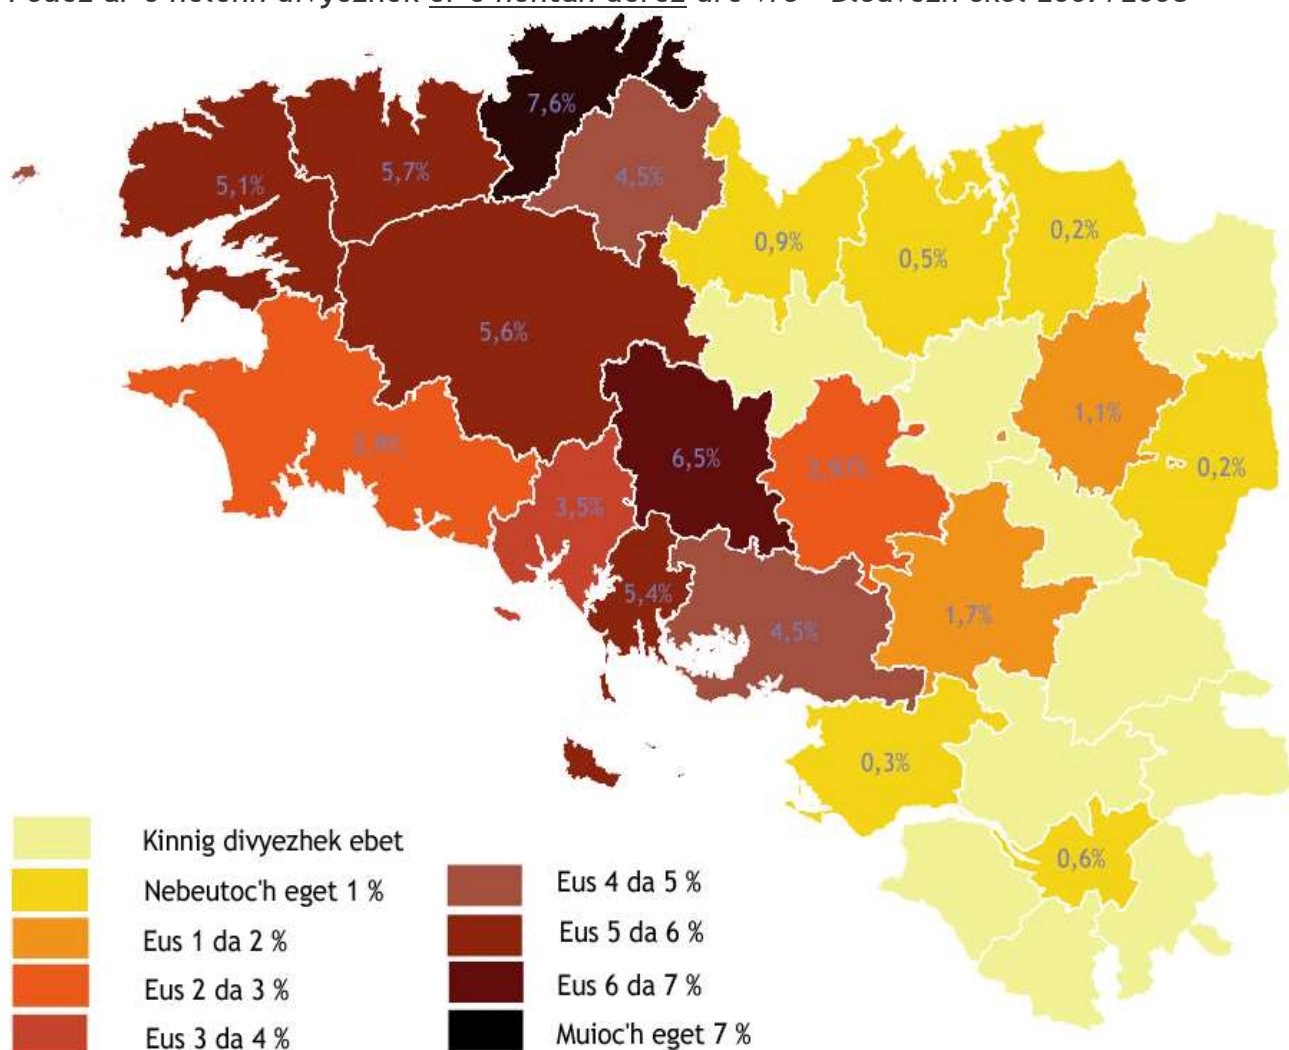 7,6%
5,7%
4,5%
5,1%
0,2%
0,9%
0,5%
5,6%
1,1%
6,5%
0,2%
3,5%
5,4%
4,5%
1,7%
0,3%
0,6%
Kinnig divyezhek ebet
Nebeutoc'h eget 1 %
Eus 1 da 2 %
Eus 2 da 3 %
Eus 3 da 4 %
Eus 4 da 5 %
Eus 5 da 6 %
Eus 6 da 7 %
Muioc'h eget 7 %